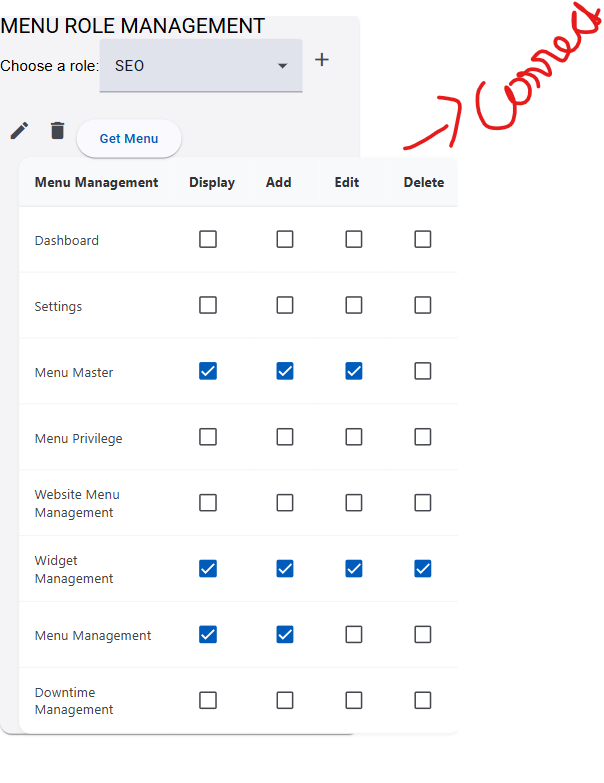 MENU ROLE MANAGEMENT
Choose a role: SEO
Get Menu
Menu Management Display Add Edit Delete
Dashboard
Settings
Menu Master
Menu Privilege
Website Menu
Management
Widget
Management
Menu Management
Downtime
Management